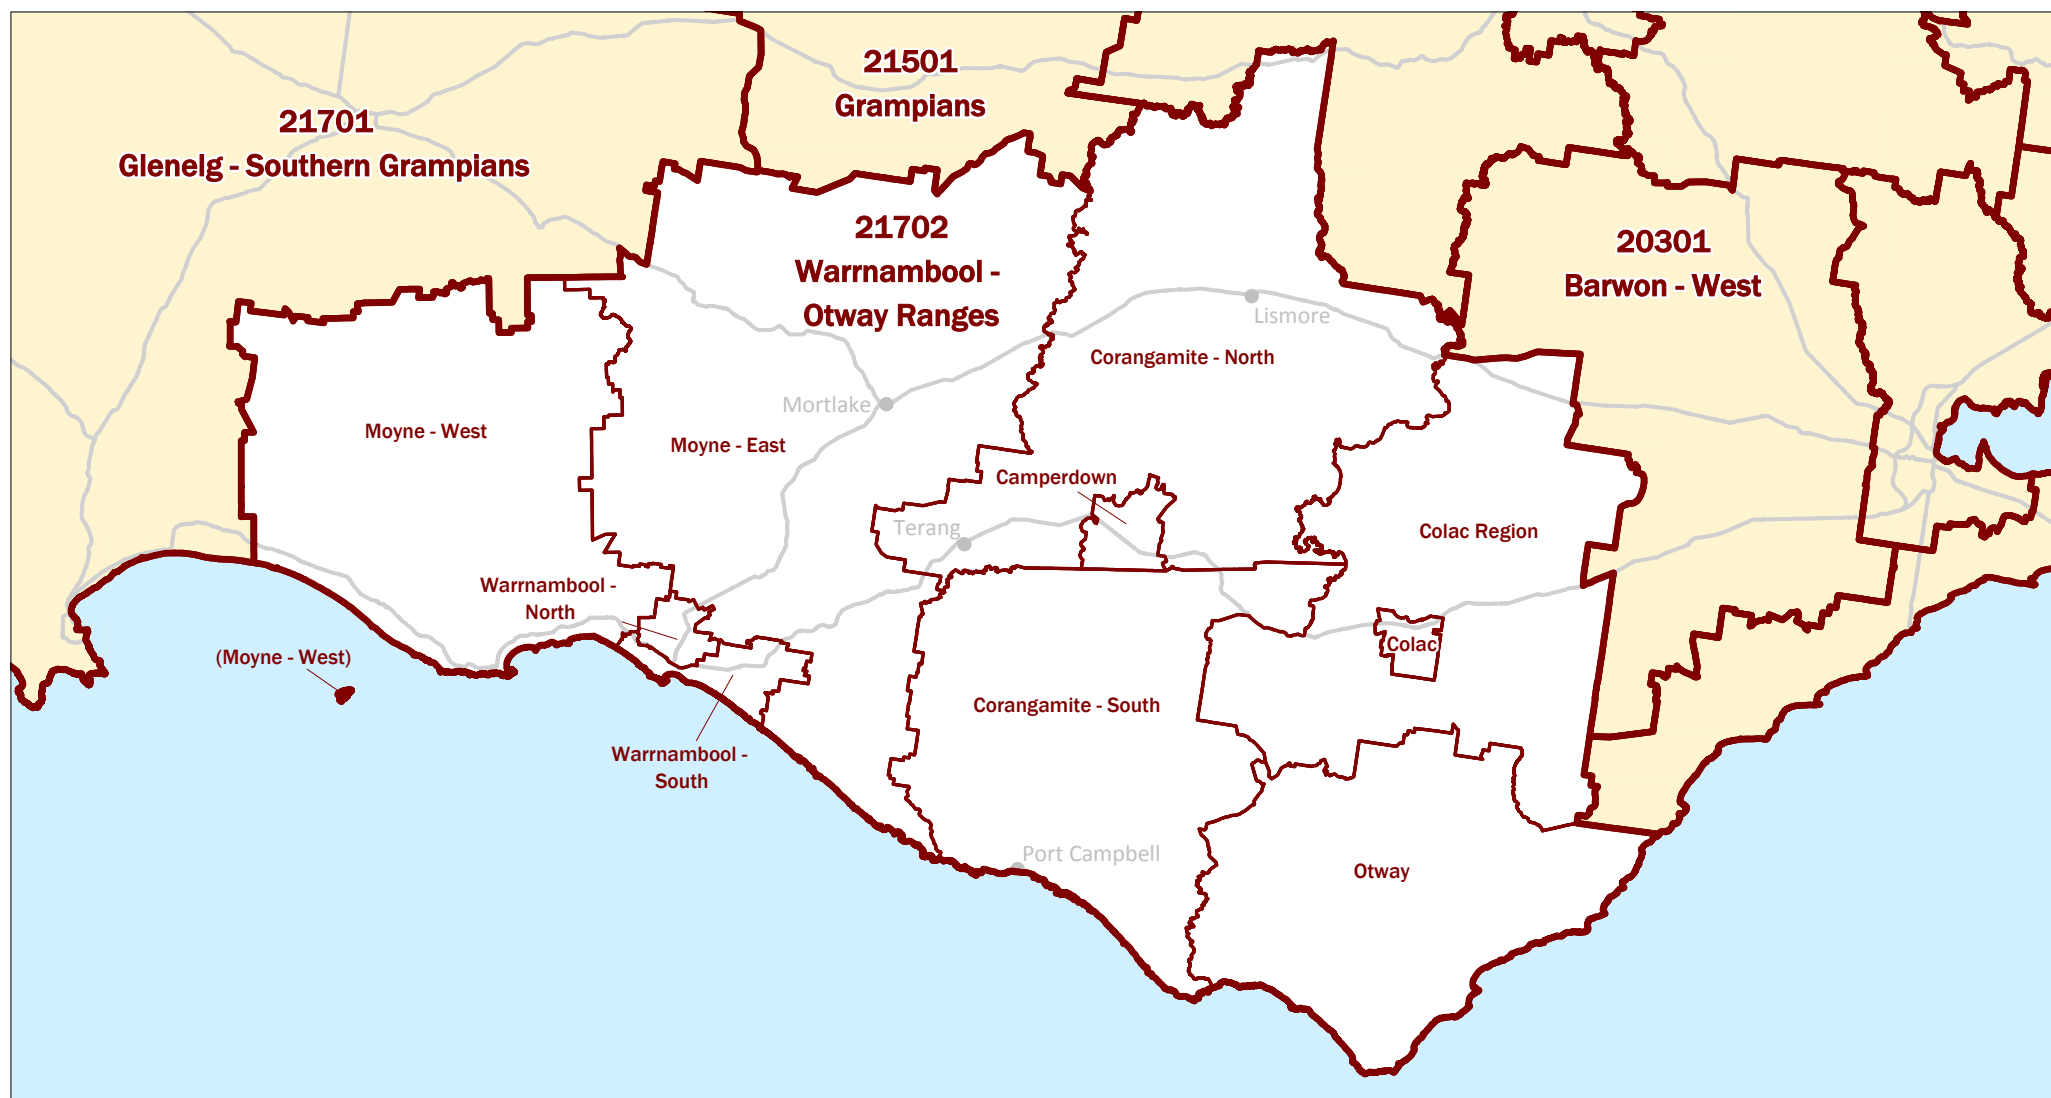 21501
Grampians
21701
Glenelg - Southern Grampians
21702
Warrnambool -
Otway Ranges
20301
Barwon - West
Lismore
Corangamite - North
Mortlake
Moyne - West
Moyne - East
Camperdown
Terang
Colac Region
Warrnambool -
North
Colac
(Moyne - West)
Corangamite - South
Warrnambool -
South
Port Campbell
Otway